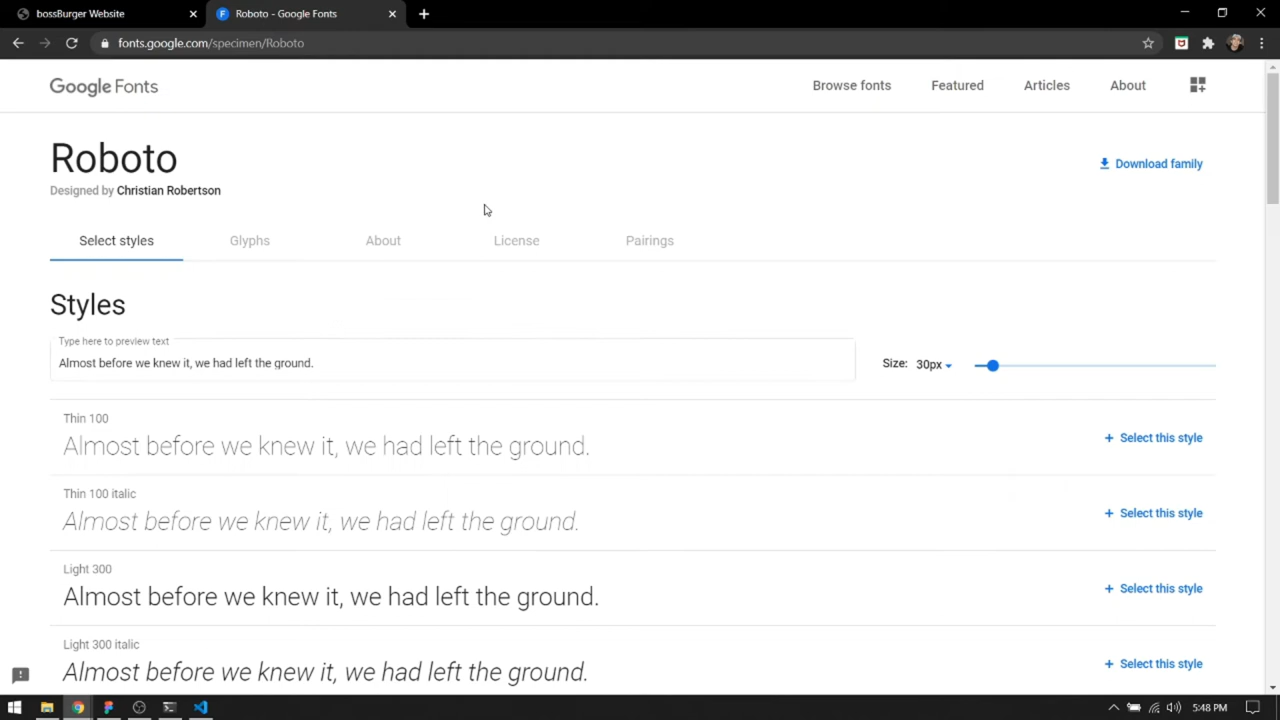 bossBurger Website
Roboto - Google Fonts
fonts.google.com/specimen/Roboto
Google Fonts
Browse fonts
Featured
Articles
About
Roboto
Download family
Designed by Christian Robertson
Select styles
Glyphs
About
License
Pairings
Styles
Type here to preview text
Almost before we knew it, we had left the ground.
Size: 30px
Thin 100
Almost before we knew it, we had left the ground.
+ Select this style
Thin 100 italic
Almost before we knew it, we had left the ground.
+ Select this style
Light 300
Almost before we knew it, we had left the ground.
+ Select this style
Light 300 italic
Almost before we knew it, we had left the ground.
+ Select this style
5:48 PM